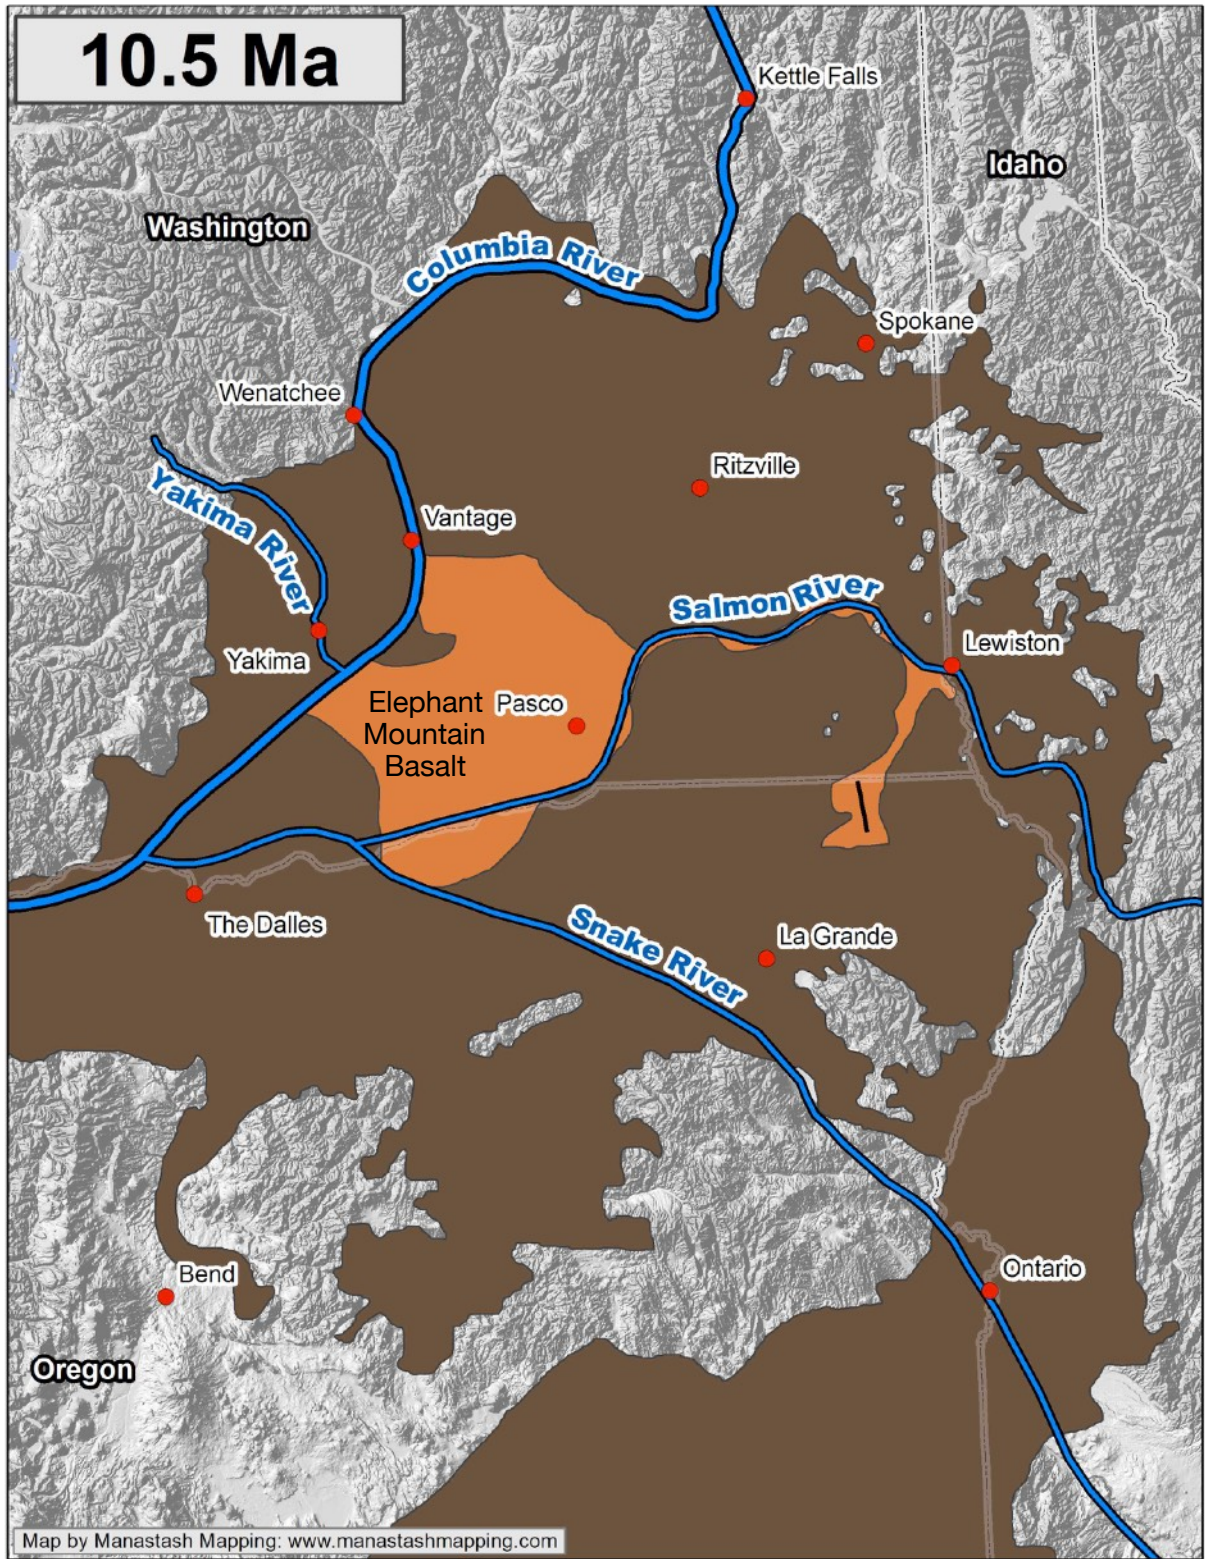 10.5 Ma
Kettle Falls
Idaho
Washington
Columbia River
Spokane
Wenatchee
Ritzville
Yakima River
Vantage
Salmon River
Lewiston
Yakima
Elephant
Mountain
Basalt
Pasco
The Dalles
Snake River
La Grande
Ontario
Bend
Oregon
Map by Manastash Mapping: www.manastashmapping.com